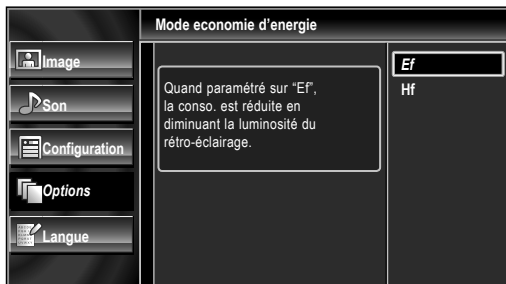 Mode economie d'energie
Image
Son
Configuration
Options
Langue
Quand paramétré sur “Ef”,
la conso. est réduite en
diminuant la luminosité du
rétro-éclairage.
Ef
Hf